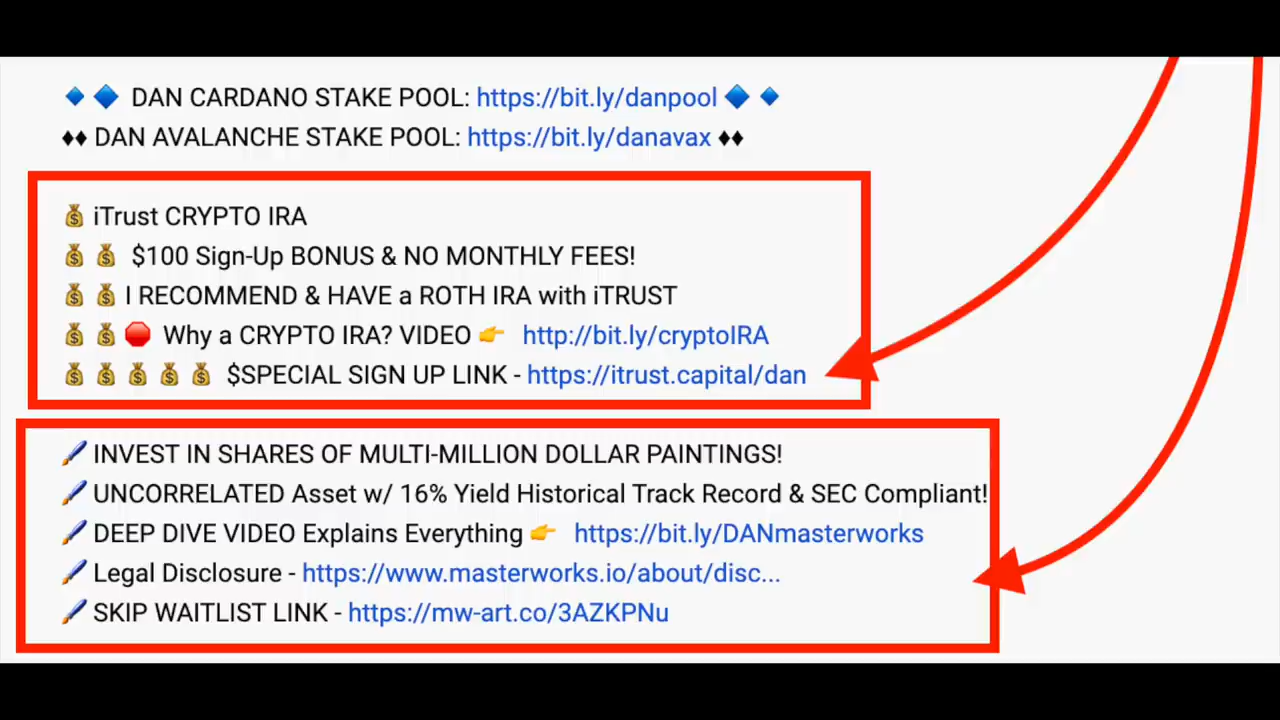 🔹🔷 DAN CARDANO STAKE POOL: https://bit.ly/danpool 🔷🔹
♦♦ DAN AVALANCHE STAKE POOL: https://bit.ly/danavax ♦♦
💰 iTrust CRYPTO IRA
💰💰 $100 Sign-Up BONUS & NO MONTHLY FEES!
💰💰 I RECOMMEND & HAVE a ROTH IRA with iTRUST
💰💰🛑 Why a CRYPTO IRA? VIDEO 👉 http://bit.ly/cryptoIRA
💰💰💰💰💰 $SPECIAL SIGN UP LINK - https://itrust.capital/dan
🖌 INVEST IN SHARES OF MULTI-MILLION DOLLAR PAINTINGS!
🖌 UNCORRELATED Asset w/ 16% Yield Historical Track Record & SEC Compliant!
🖌 DEEP DIVE VIDEO Explains Everything 👉 https://bit.ly/DANmasterworks
🖌 Legal Disclosure - https://www.masterworks.io/about/disc...
🖌 SKIP WAITLIST LINK - https://mw-art.co/3AZKPNu